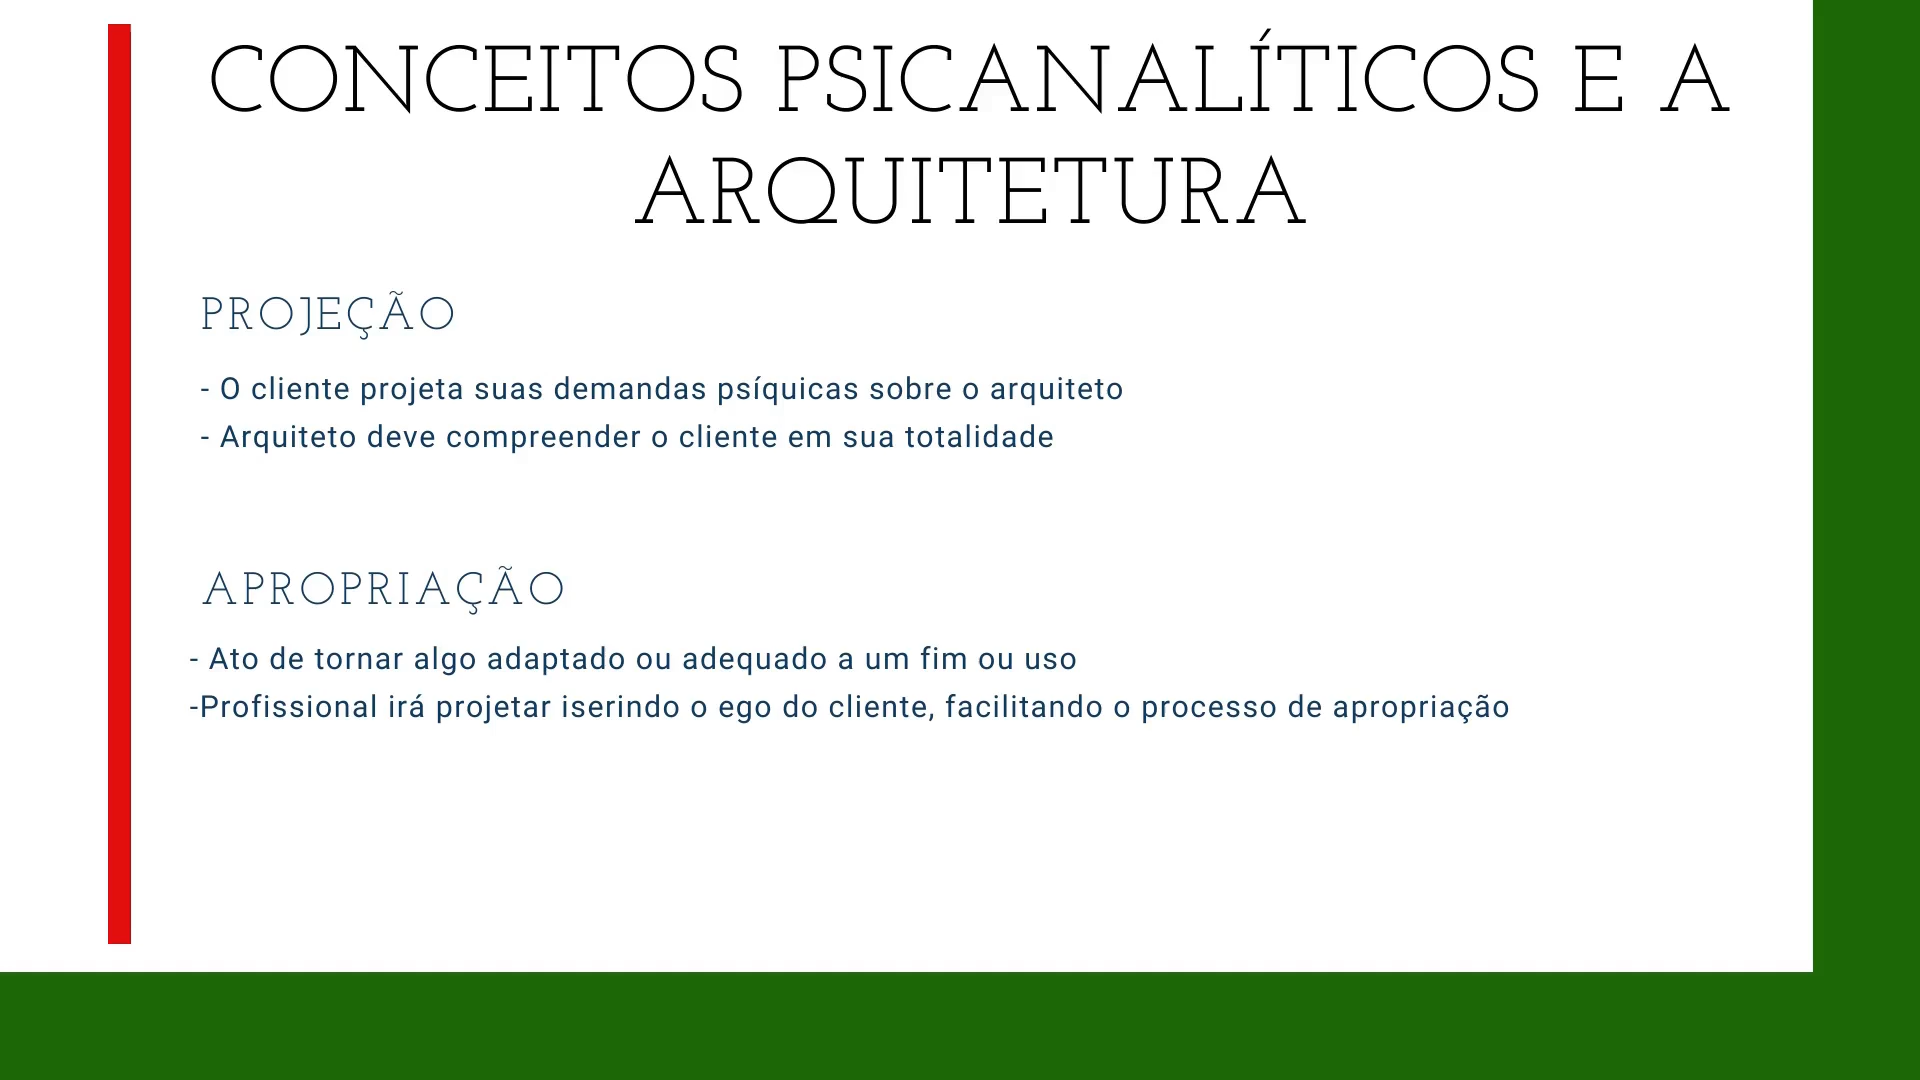 CONCEITOS PSICANALÍTICOS E A
ARQUITETURA
PROJEÇÃO
- O cliente projeta suas demandas psíquicas sobre o arquiteto
- Arquiteto deve compreender o cliente em sua totalidade
APROPRIAÇÃO
- Ato de tornar algo adaptado ou adequado a um fim ou uso
-Profissional irá projetar iserindo o ego do cliente, facilitando o processo de apropriação